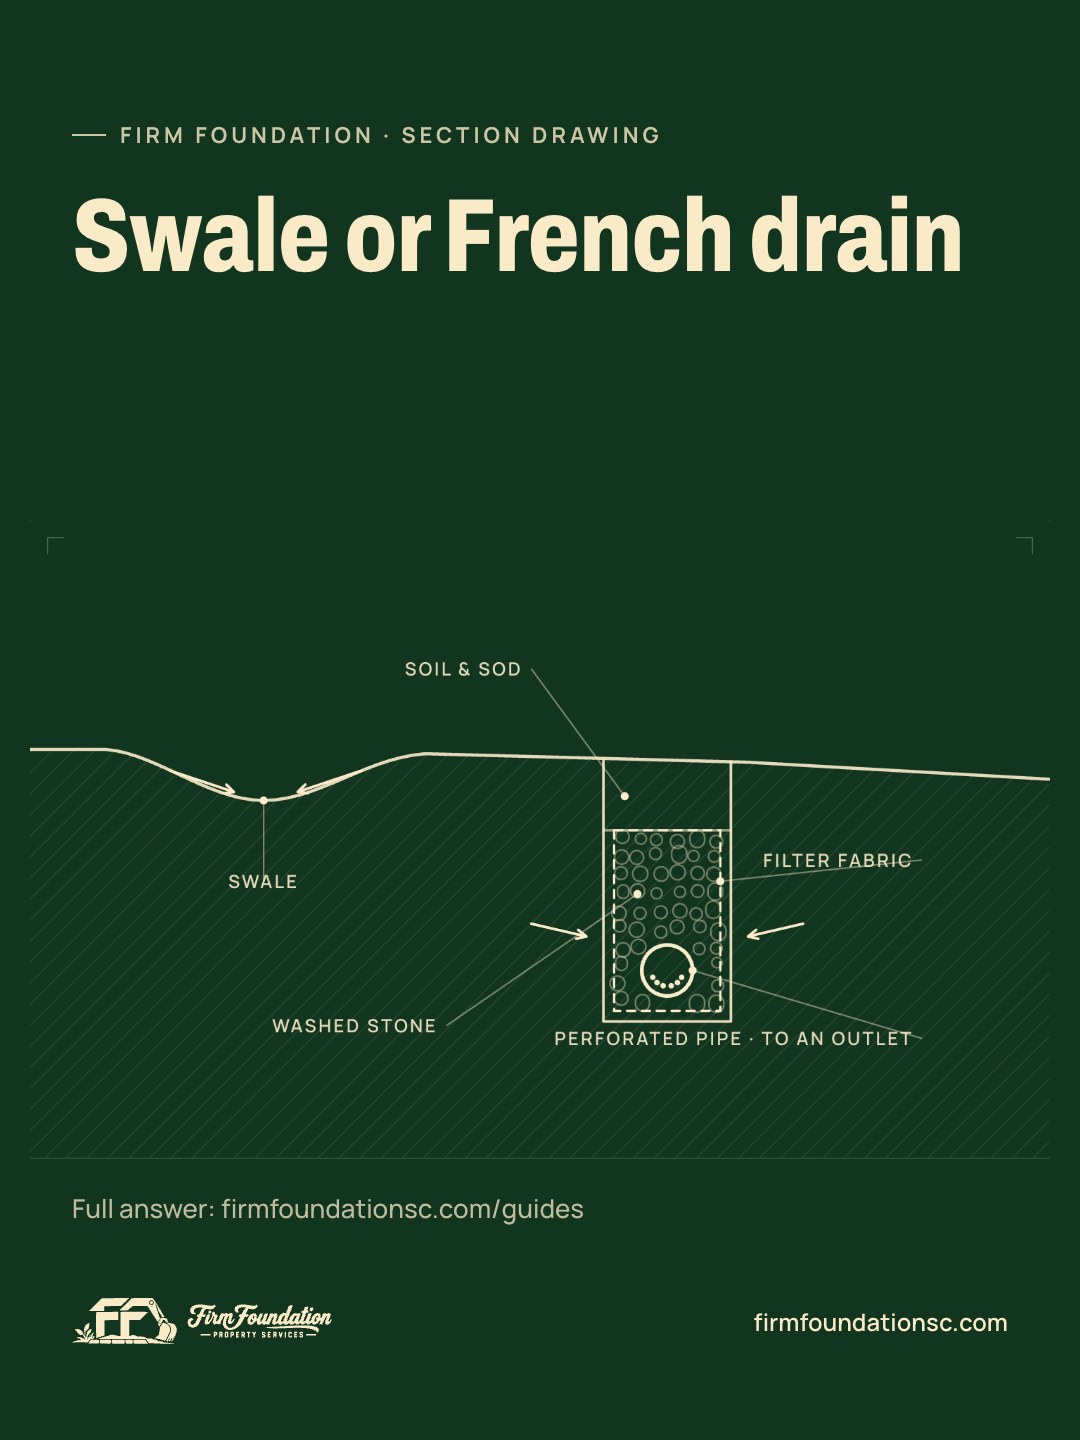 FIRM FOUNDATION · SECTION DRAWING
Swale or French drain
SOIL & SOD
FILTER FABRIC
SWALE
WASHED STONE
PERFORATED PIPE · TO AN OUTLET
Full answer: firmfoundationsc.com/guides
FF
Firm Foundation
PROPERTY SERVICES
firmfoundationsc.com